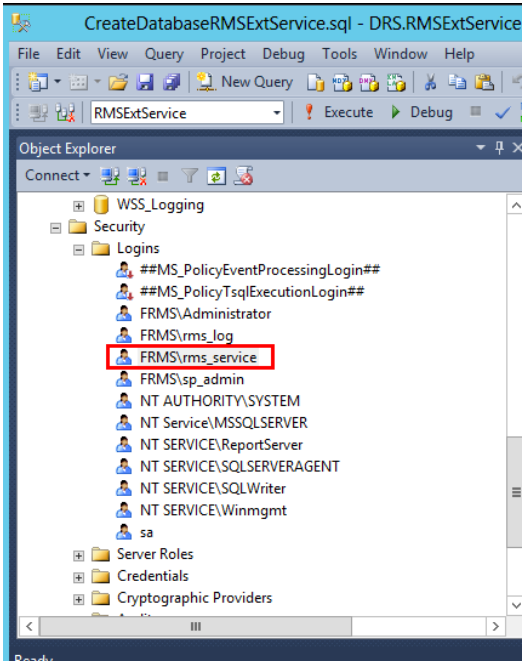 CreateDatabaseRMSExtService.sql - DRS.RMSExtService
File Edit View Query Project Debug Tools Window Help
New Query
RMSExtService Execute Debug
Object Explorer
Connect
WSS_Logging
Security
Logins
##MS_PolicyEventProcessingLogin##
##MS_PolicyTsqlExecutionLogin##
FRMS\Administrator
FRMS\rms_log
FRMS\rms_service
FRMS\sp_admin
NT AUTHORITY\SYSTEM
NT Service\MSSQLSERVER
NT SERVICE\ReportServer
NT SERVICE\SQLSERVERAGENT
NT SERVICE\SQLWriter
NT SERVICE\Winmgmt
sa
Server Roles
Credentials
Cryptographic Providers
Ready